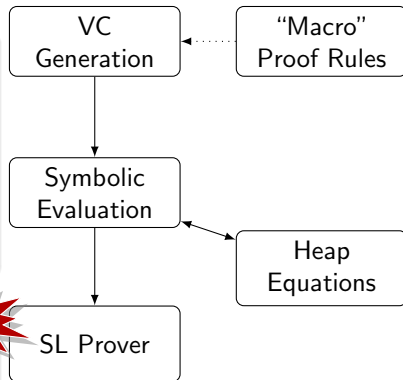 VC
Generation
“Macro”
Proof Rules
Symbolic
Evaluation
Heap
Equations
SL Prover